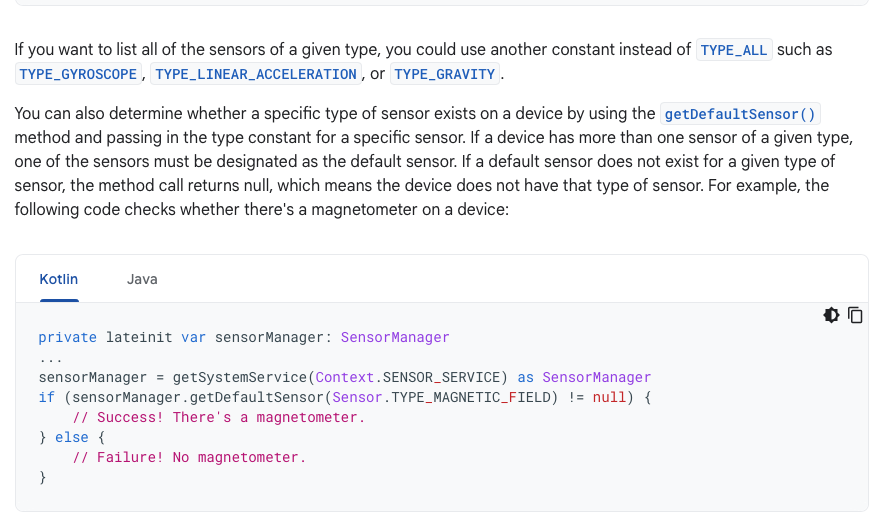 If you want to list all of the sensors of a given type, you could use another constant instead of TYPE_ALL such as
TYPE_GYROSCOPE, TYPE_LINEAR_ACCELERATION, or TYPE_GRAVITY.
You can also determine whether a specific type of sensor exists on a device by using the getDefaultSensor()
method and passing in the type constant for a specific sensor. If a device has more than one sensor of a given type,
one of the sensors must be designated as the default sensor. If a default sensor does not exist for a given type of
sensor, the method call returns null, which means the device does not have that type of sensor. For example, the
following code checks whether there's a magnetometer on a device:
Kotlin Java
private lateinit var sensorManager: SensorManager
...
sensorManager = getSystemService(Context.SENSOR_SERVICE) as SensorManager
if (sensorManager.getDefaultSensor(Sensor.TYPE_MAGNETIC_FIELD) != null) {
    // Success! There's a magnetometer.
} else {
    // Failure! No magnetometer.
}